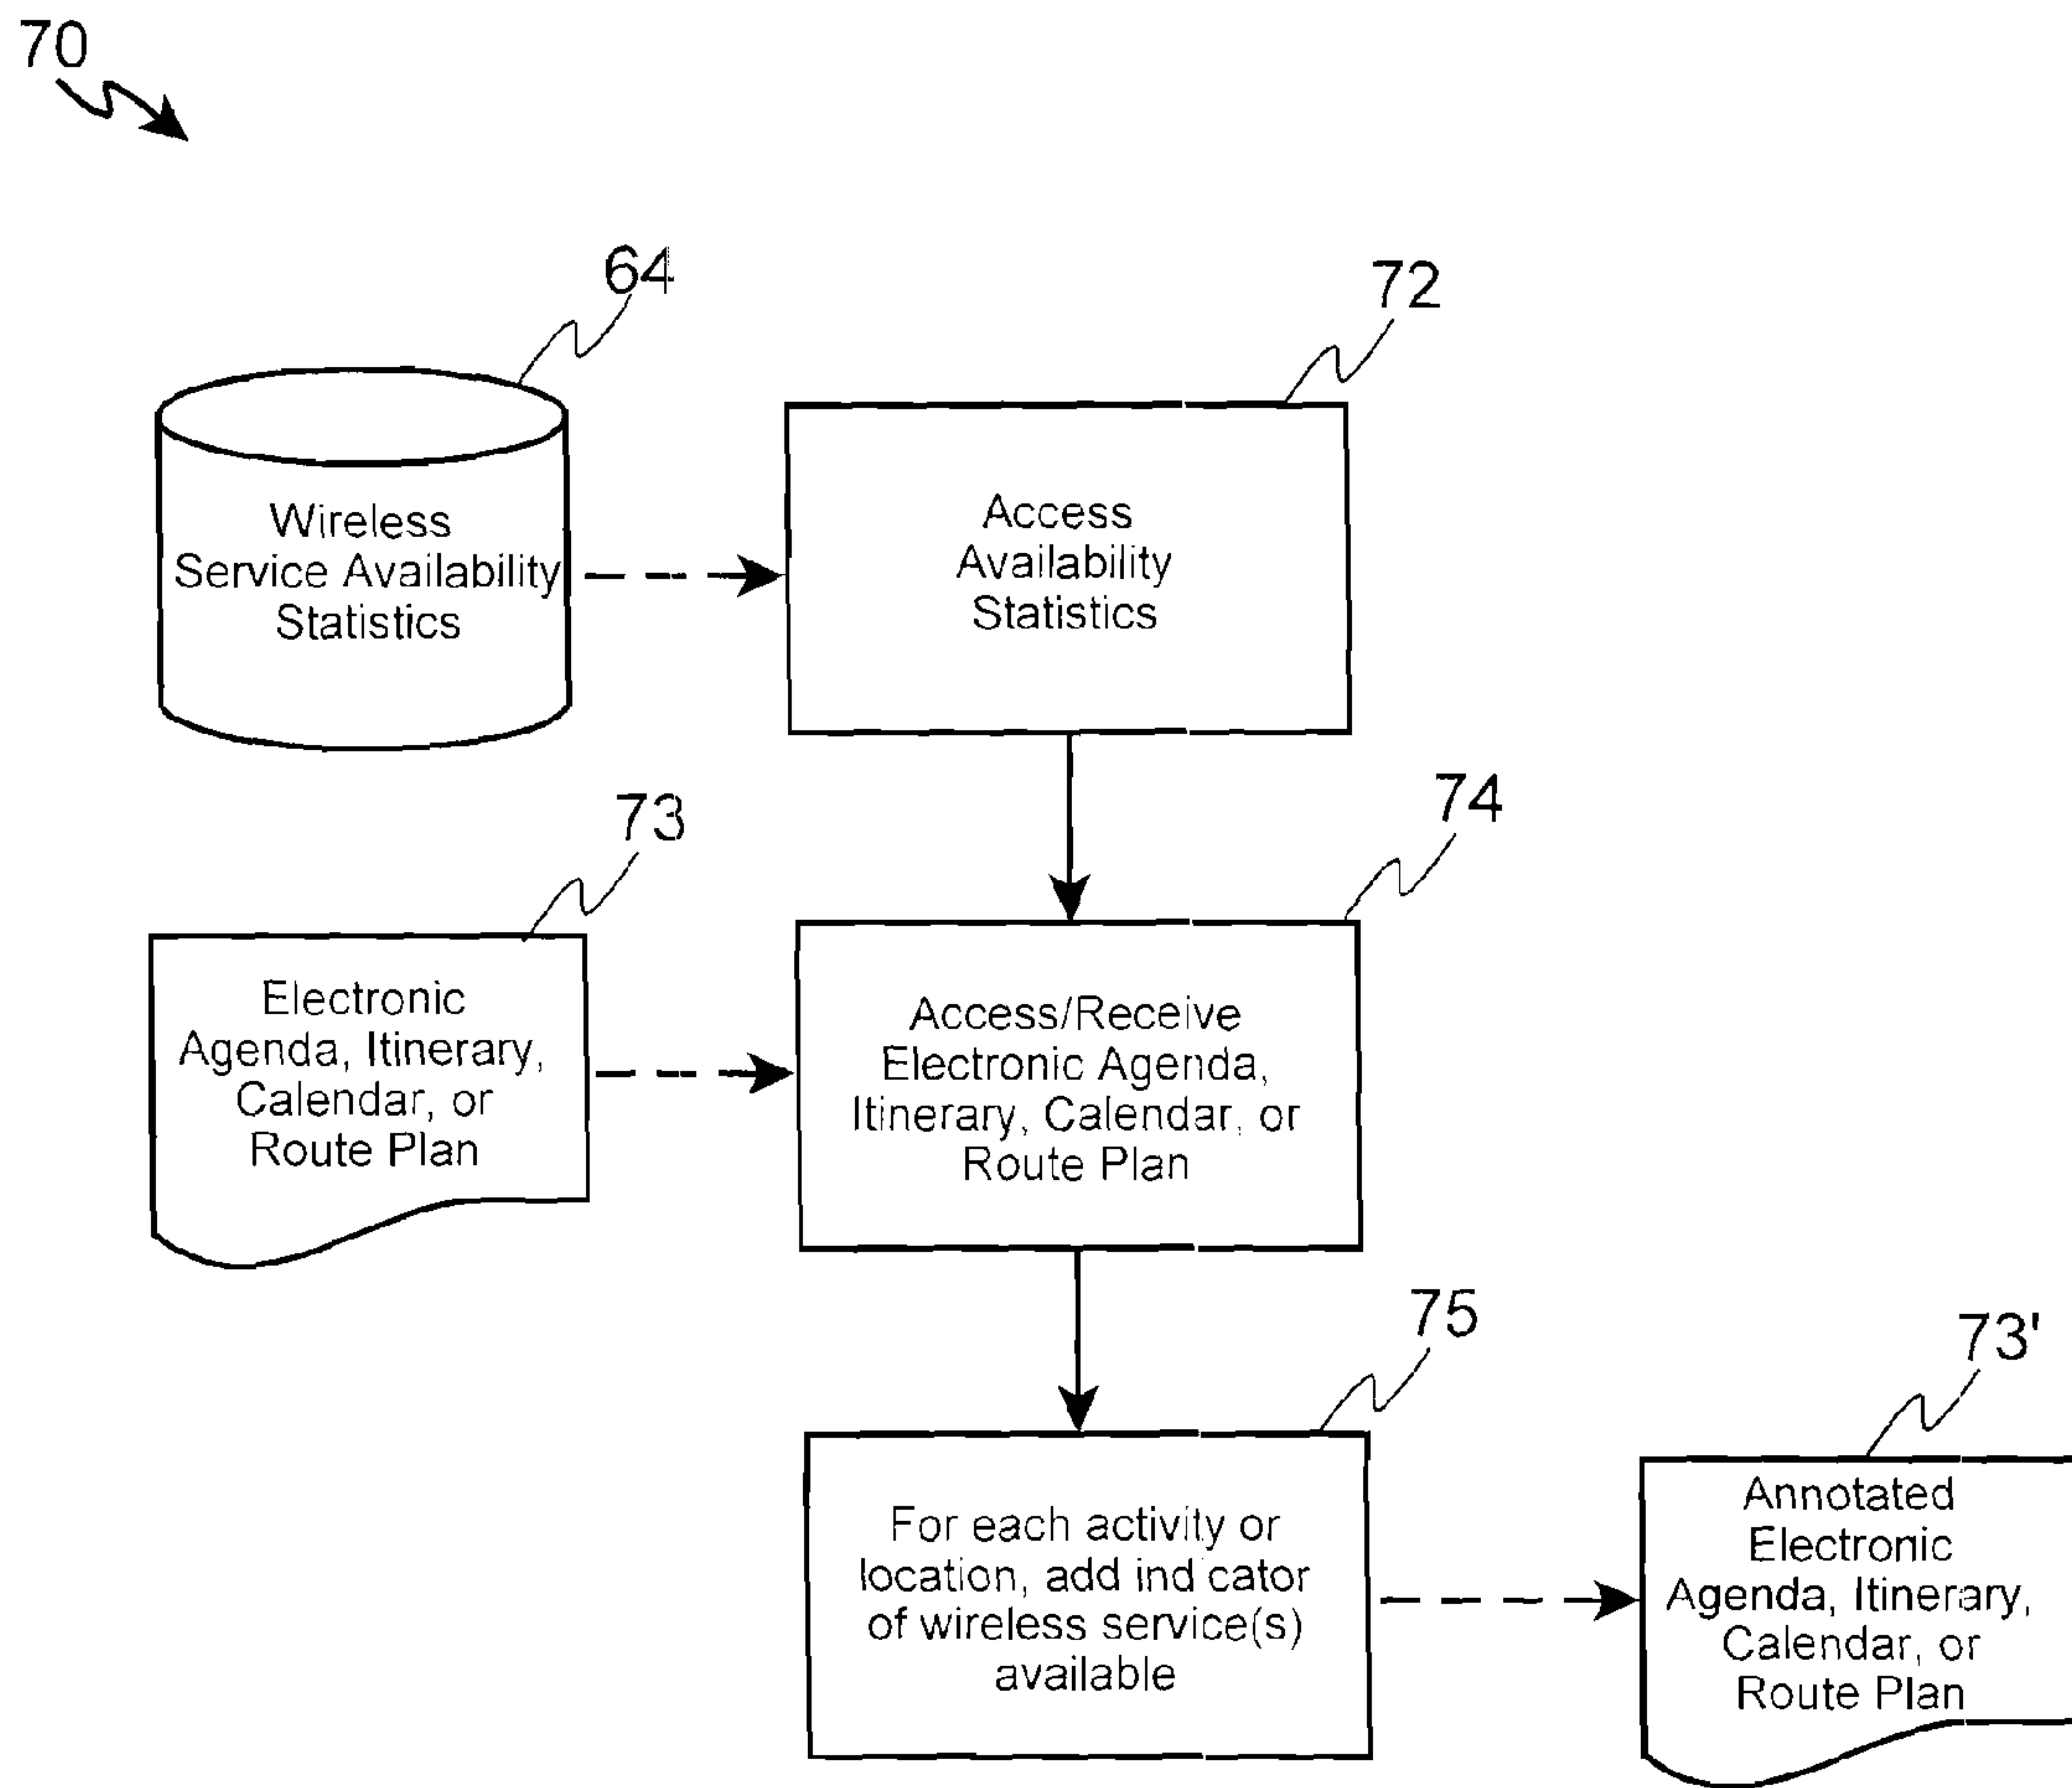 70
64
72
Wireless
Service Availability
Statistics
Access
Availability
Statistics
73
74
Electronic
Agenda, Itinerary,
Calendar, or
Route Plan
Access/Receive
Electronic Agenda,
Itinerary, Calendar, or
Route Plan
75
73'
For each activity or
location, add indicator
of wireless service(s)
available
Annotated
Electronic
Agenda, Itinerary,
Calendar, or
Route Plan